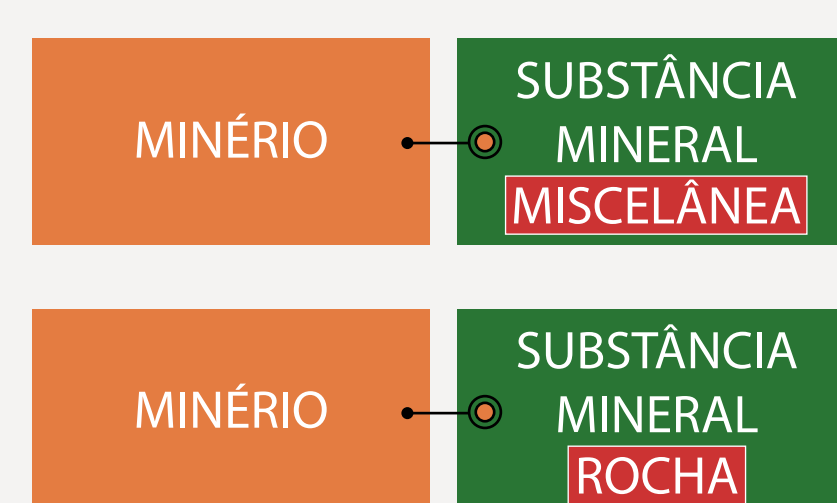 MINÉRIO
SUBSTÂNCIA
MINERAL
MISCELÂNEA
MINÉRIO
SUBSTÂNCIA
MINERAL
ROCHA